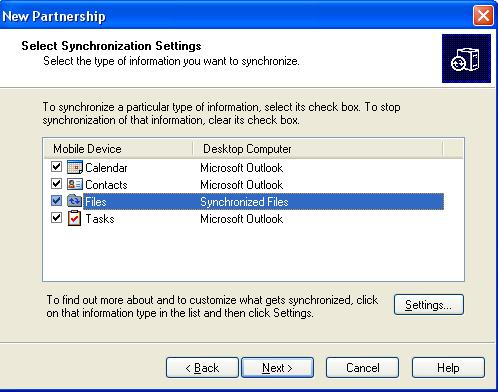 New Partnership
Select Synchronization Settings
Select the type of information you want to synchronize.
To synchronize a particular type of information, select its check box. To stop
synchronization of that information, clear its check box.
Mobile Device Desktop Computer
Calendar Microsoft Outlook
Contacts Microsoft Outlook
Files Synchronized Files
Tasks Microsoft Outlook
To find out more about and to customize what gets synchronized, click
on that information type in the list and then click Settings.
Settings...
< Back Next > Cancel Help